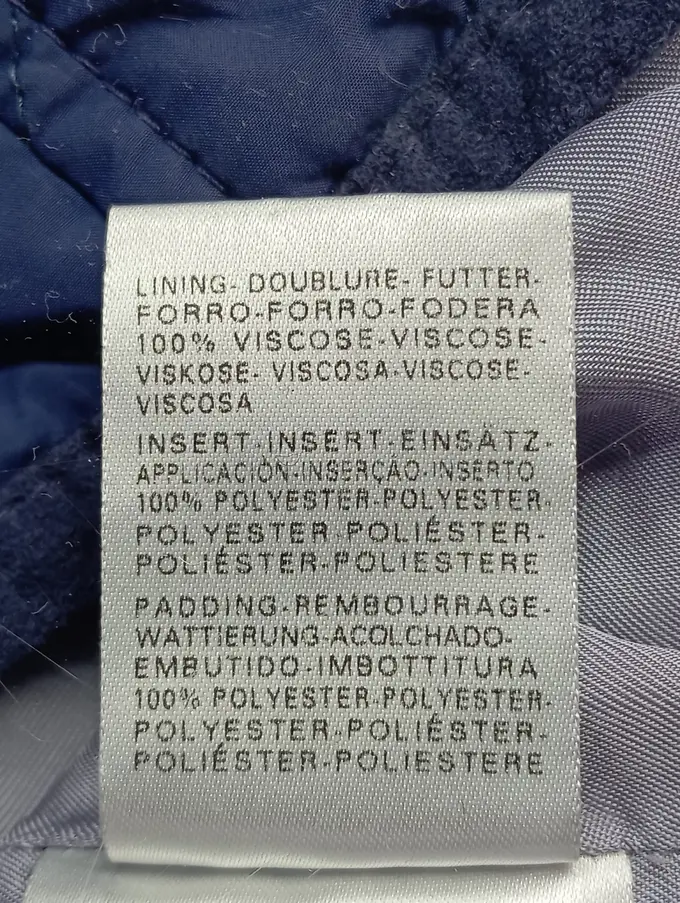 LINING- DOUBLURE- FUTTER-
FORRO-FORRO-FODERA
100% VISCOSE-VISCOSE-
VISKOSE- VISCOSA-VISCOSE-
VISCOSA
INSERT-INSERT-EINSÄTZ-
APPLICACIÓN-INSERÇÃO-INSERTO
100% POLYESTER-POLYESTER-
POLYESTER-POLIÉSTER-
POLIÉSTER-POLIESTERE
PADDING-REMBOURRAGE-
WATTIERUNG-ACOLCHADO-
EMBUTIDO-IMBOTTITURA
100% POLYESTER-POLYESTER-
POLYESTER-POLIÉSTER-
POLIÉSTER-POLIESTERE